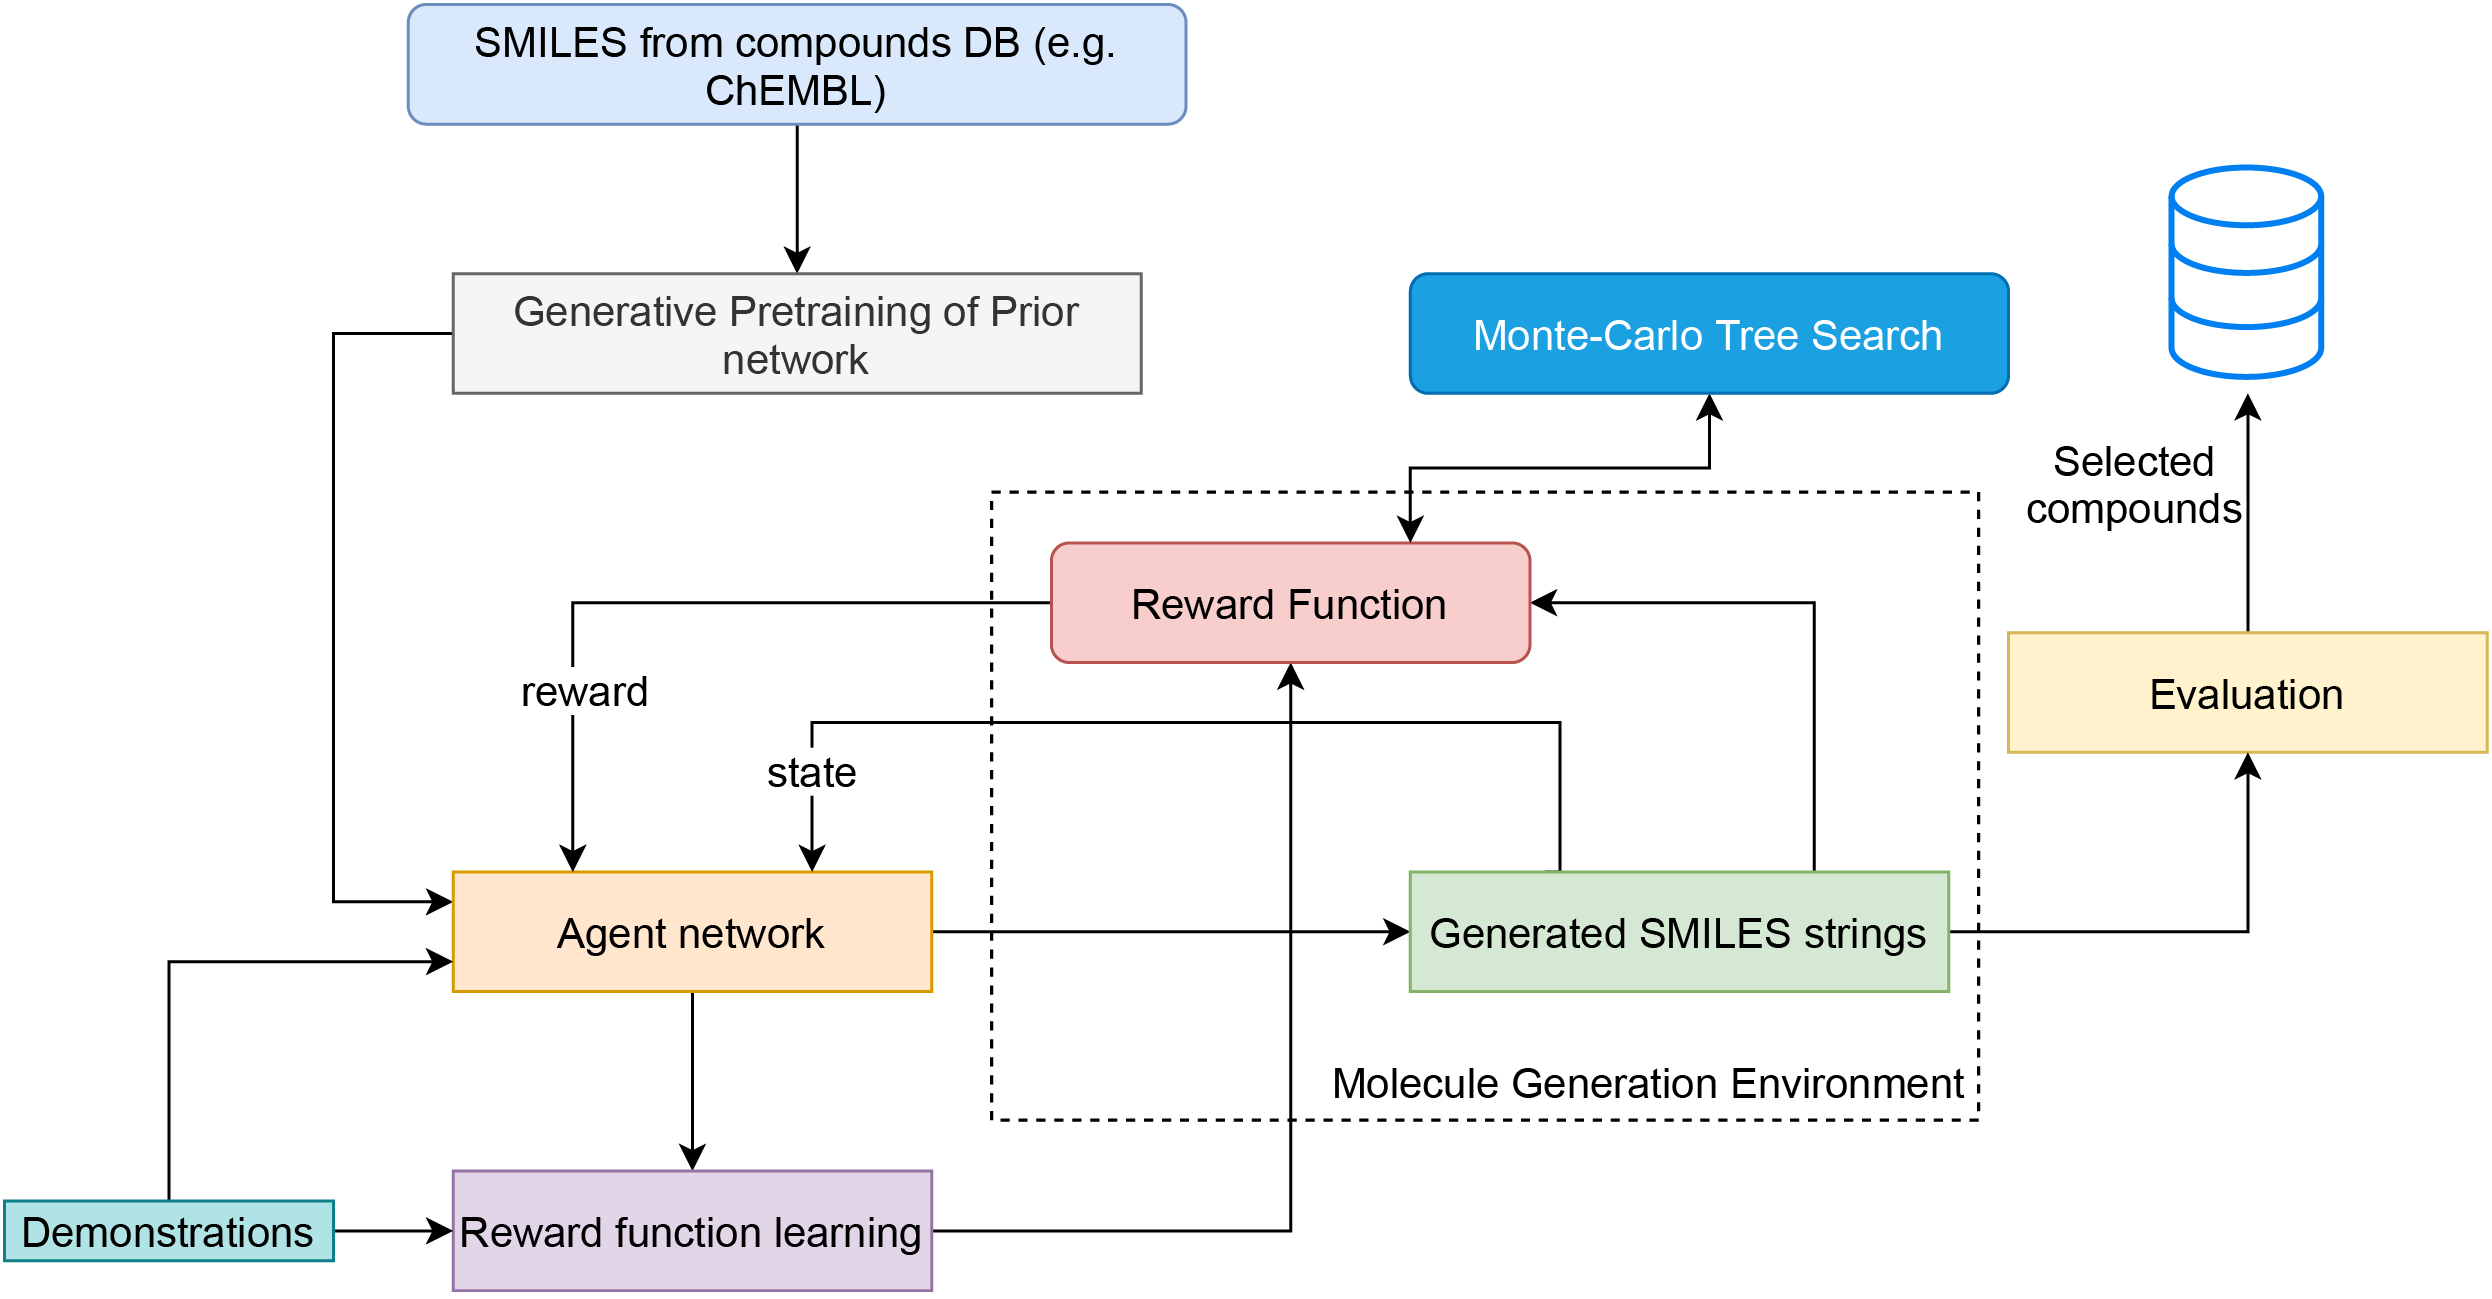 SMILES from compounds DB (e.g.
ChEMBL)
Generative Pretraining of Prior
network
Monte-Carlo Tree Search
Selected
compounds
Reward Function
reward
Evaluation
state
Agent network
Generated SMILES strings
Molecule Generation Environment
Demonstrations
Reward function learning